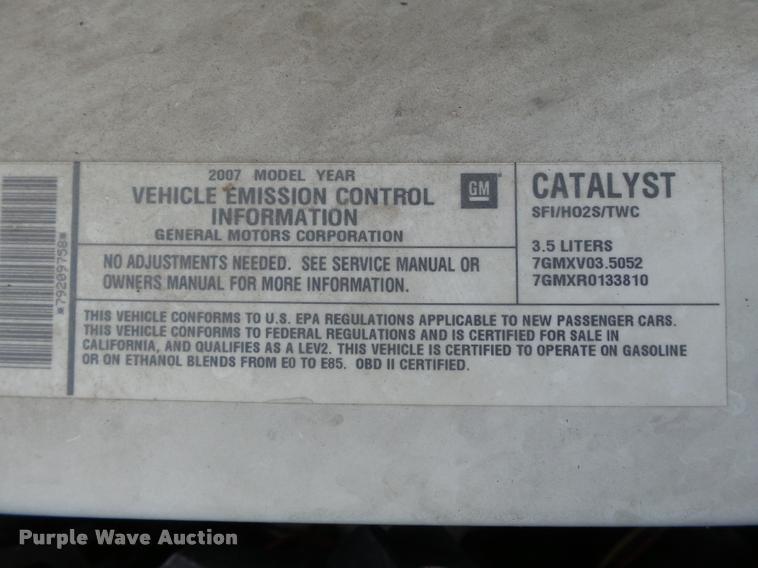 *79209758*
2007 MODEL YEAR
VEHICLE EMISSION CONTROL
INFORMATION
GENERAL MOTORS CORPORATION
GM
NO ADJUSTMENTS NEEDED. SEE SERVICE MANUAL OR
OWNERS MANUAL FOR MORE INFORMATION.
CATALYST
SFI/HO2S/TWC
3.5 LITERS
7GMXV03.5052
7GMXR0133810
THIS VEHICLE CONFORMS TO U.S. EPA REGULATIONS APPLICABLE TO NEW PASSENGER CARS.
THIS VEHICLE CONFORMS TO FEDERAL REGULATIONS AND IS CERTIFIED FOR SALE IN
CALIFORNIA, AND QUALIFIES AS A LEV2. THIS VEHICLE IS CERTIFIED TO OPERATE ON GASOLINE
OR ON ETHANOL BLENDS FROM E0 TO E85. OBD II CERTIFIED.
Purple Wave Auction